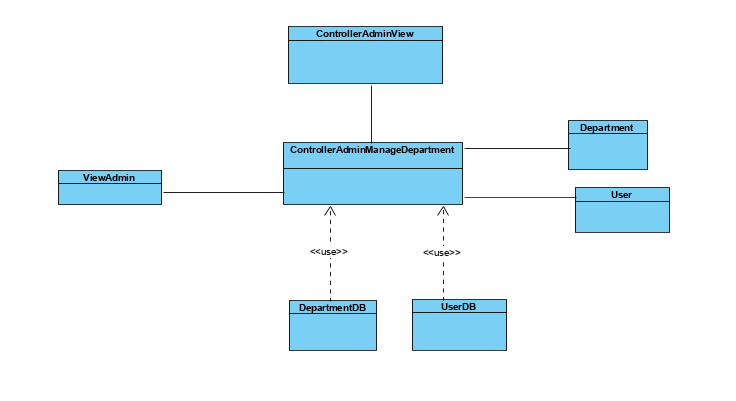 ControllerAdminView
ControllerAdminManageDepartment
Department
ViewAdmin
User
<<use>>
<<use>>
DepartmentDB
UserDB